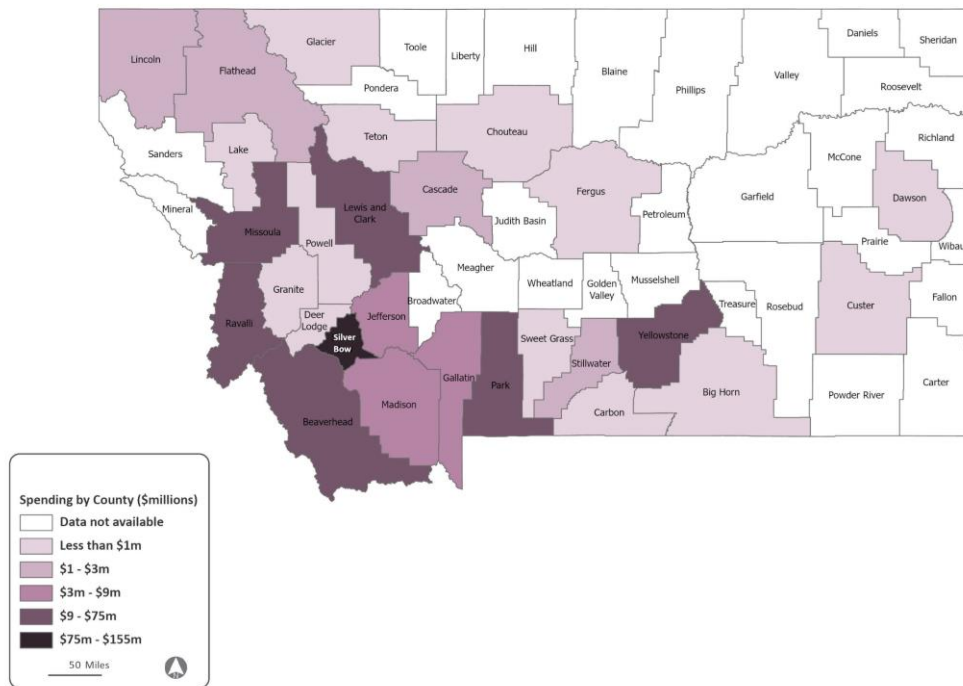 Daniels
Sheridan
Glacier
Toole
Liberty
Hill
Lincoln
Flathead
Blaine
Valley
Phillips
Pondera
Roosevelt
Teton
Chouteau
Richland
Sanders
Lake
McCone
Cascade
Fergus
Garfield
Dawson
Mineral
Lewis and
Clark
Judith Basin
Petroleum
Missoula
Powell
Prairie
Wibau
Meagher
Granite
Broadwater
Wheatland
Golden
Valley
Musselshell
Treasure
Rosebud
Custer
Fallon
Deer
Lodge
Jefferson
Ravalli
Silver
Bow
Sweet Grass
Yellowstone
Stillwater
Gallatin
Park
Carter
Big Horn
Powder River
Madison
Carbon
Beaverhead
Spending by County ($millions)
Data not available
Less than $1m
$1 - $3m
$3m - $9m
$9 - $75m
$75m - $155m
50 Miles